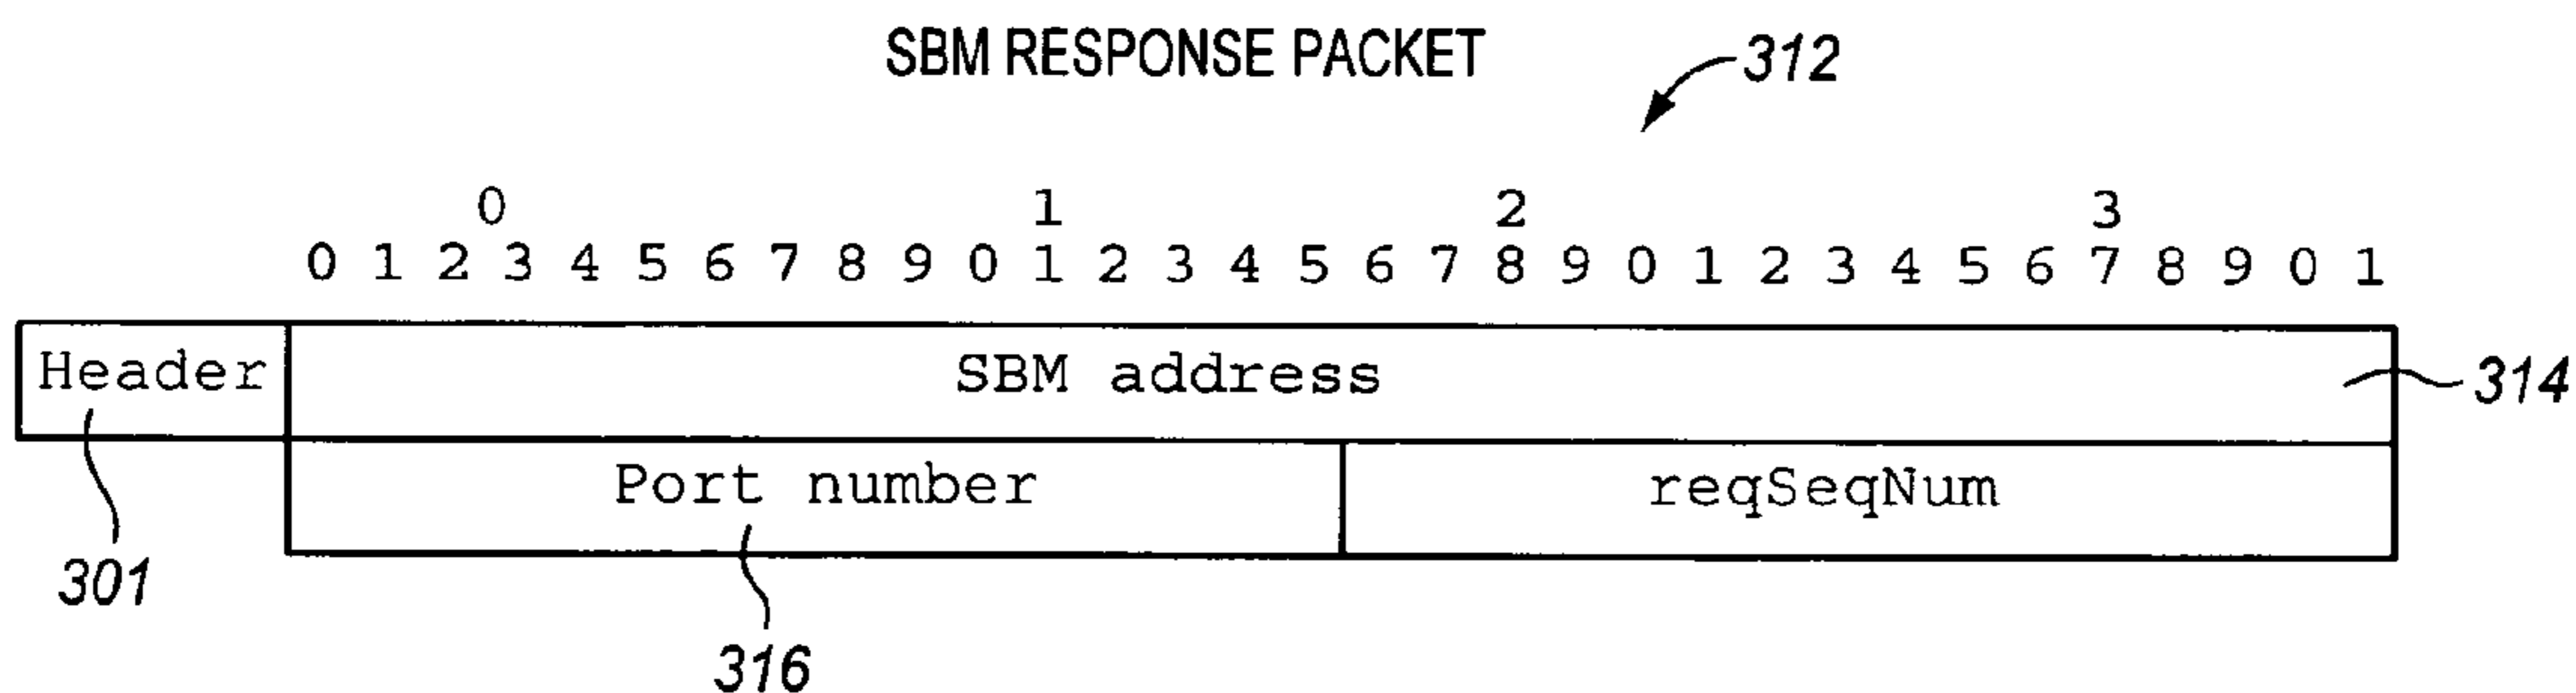 SBM RESPONSE PACKET
312
0 1 2 3
0 1 2 3 4 5 6 7 8 9 0 1 2 3 4 5 6 7 8 9 0 1 2 3 4 5 6 7 8 9 0 1
Header SBM address 314
Port number reqSeqNum
301
316